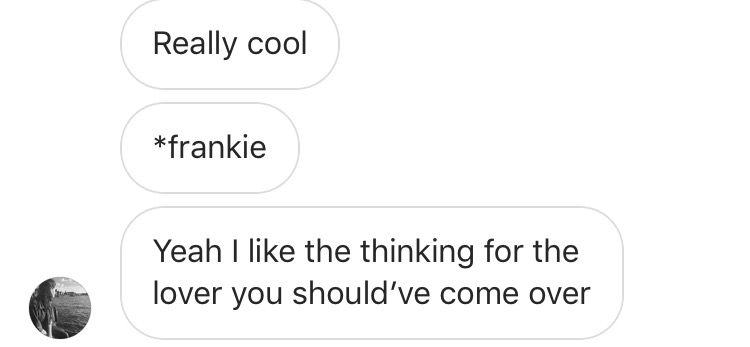 Really cool
*frankie
Yeah I like the thinking for the
lover you should’ve come over